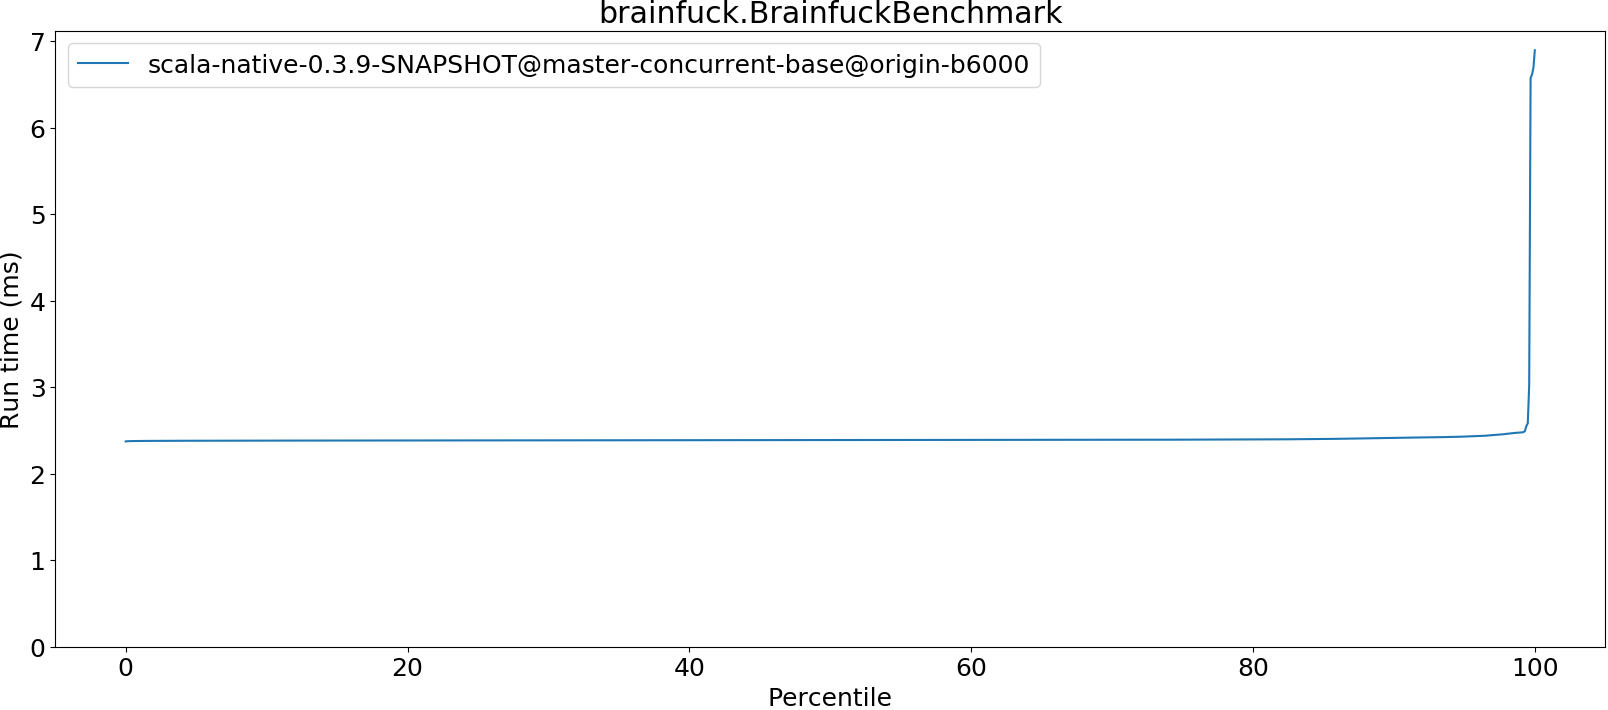 brainfuck.BrainfuckBenchmark
scala-native-0.3.9-SNAPSHOT@master-concurrent-base@origin-b6000
Run time (ms)
7
6
5
4
3
2
1
0
0 20 40 60 80 100
Percentile